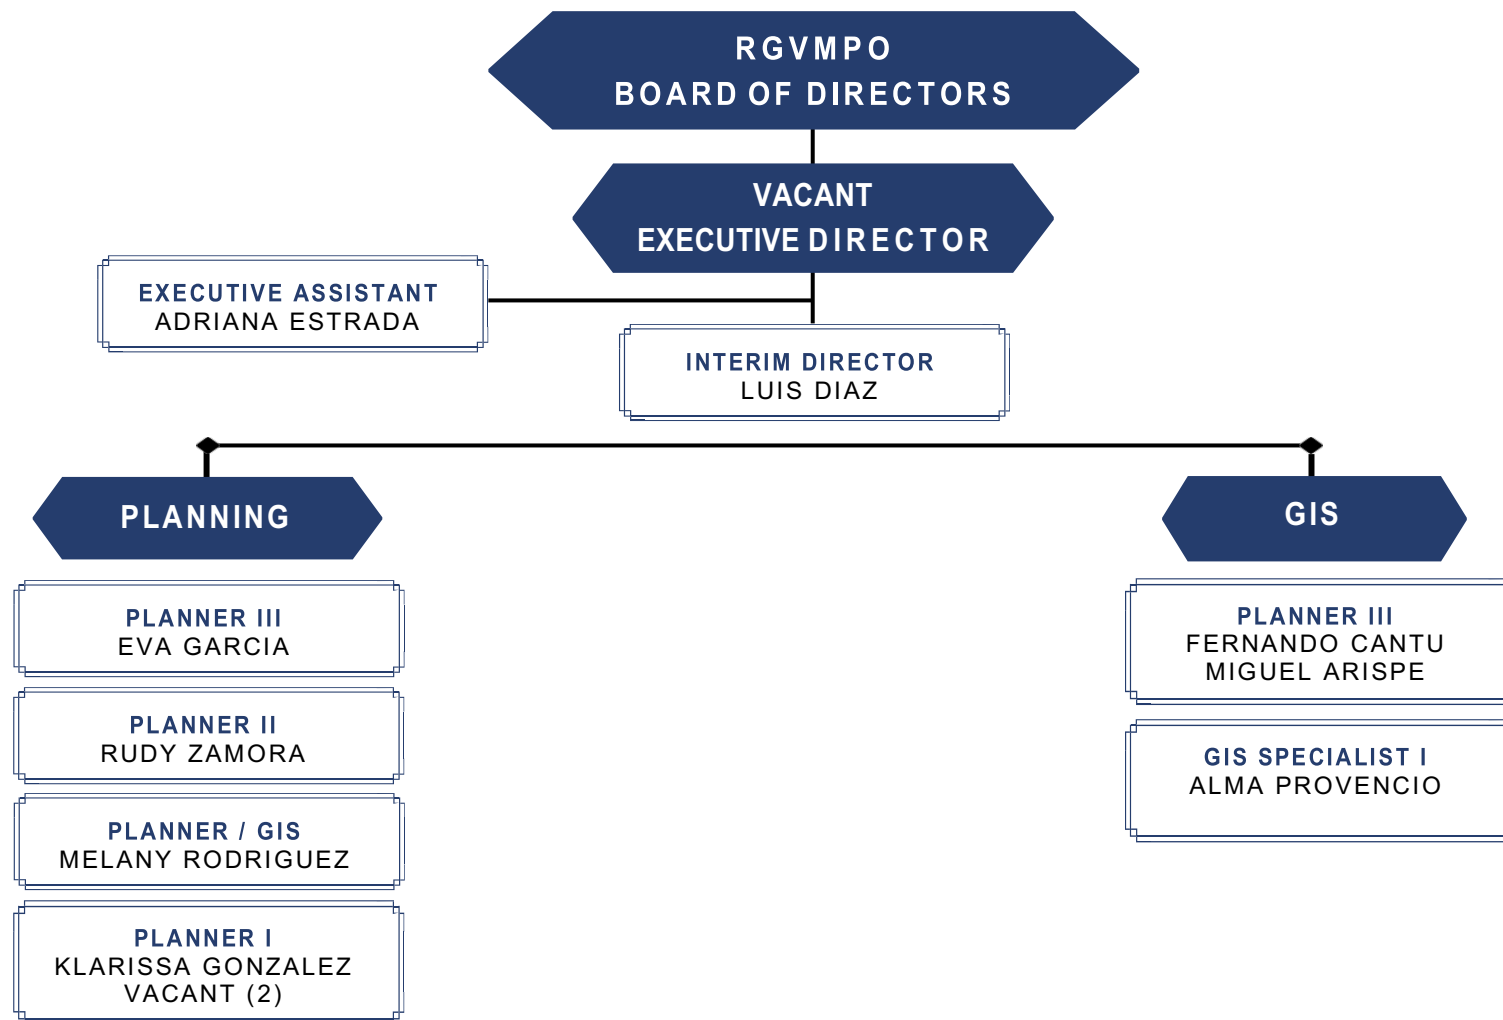 RGVMPO
BOARD OF DIRECTORS
VACANT
EXECUTIVE DIRECTOR
EXECUTIVE ASSISTANT
ADRIANA ESTRADA
INTERIM DIRECTOR
LUIS DIAZ
PLANNING
PLANNER III
EVA GARCIA
PLANNER II
RUDY ZAMORA
PLANNER / GIS
MELANY RODRIGUEZ
PLANNER I
KLARISSA GONZALEZ
VACANT (2)
GIS
PLANNER III
FERNANDO CANTU
MIGUEL ARISPE
GIS SPECIALIST I
ALMA PROVENCIO